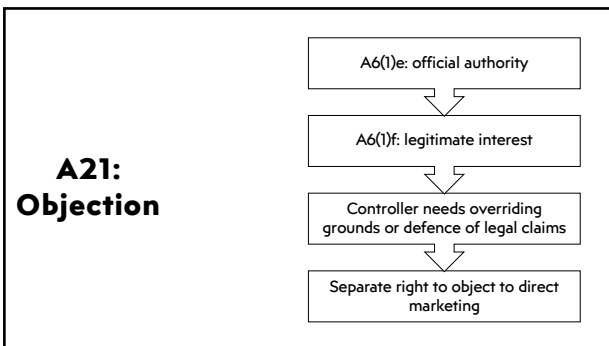 A21:
Objection
A6(1)e: official authority
A6(1)f: legitimate interest
Controller needs overriding
grounds or defence of legal claims
Separate right to object to direct
marketing